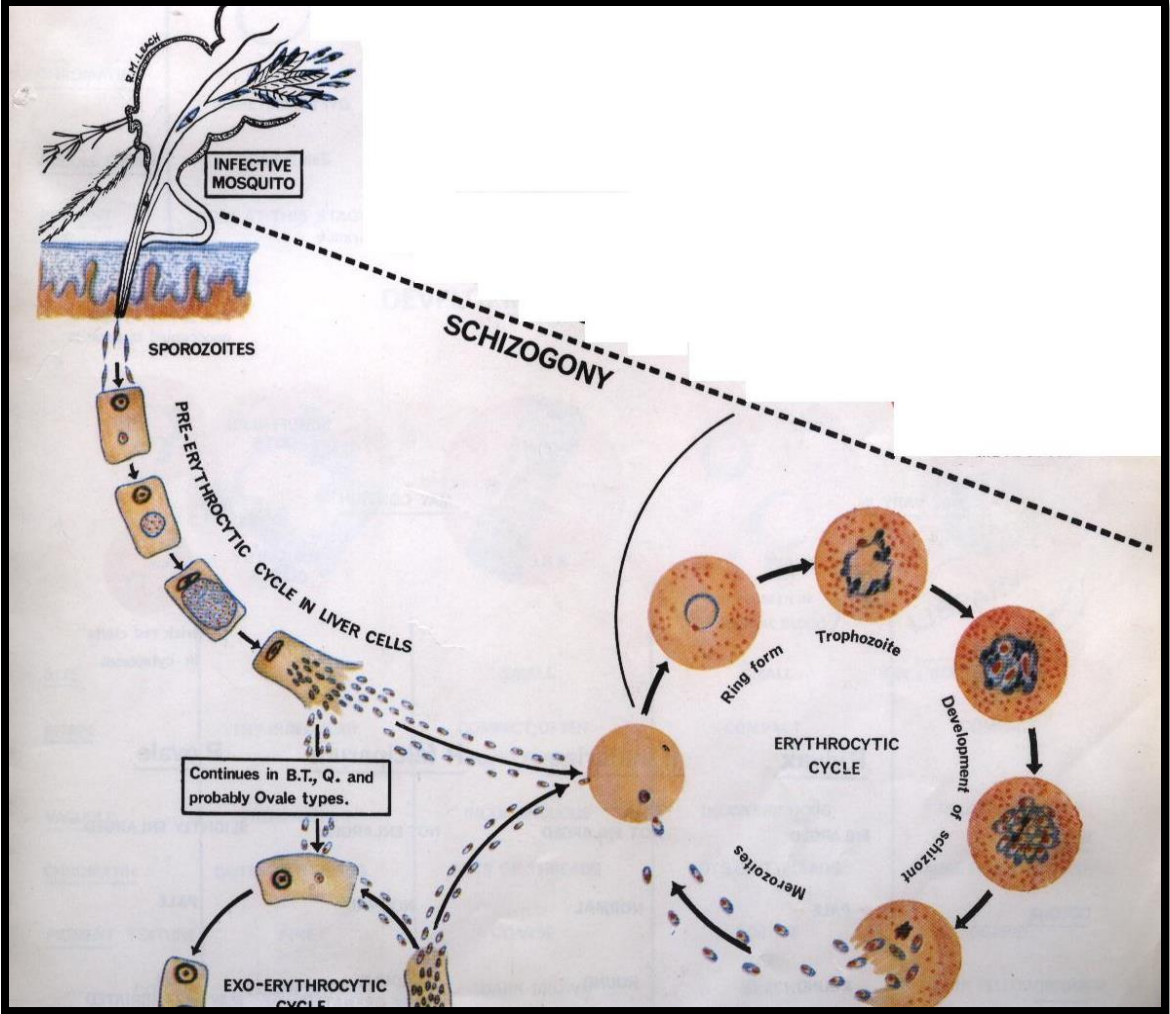 R.M. LEACH
INFECTIVE
MOSQUITO
SCHIZOGONY
SPOROZOITES
PRE-ERYTHROCYTIC CYCLE IN LIVER CELLS
Ring form
Trophozoite
Development of schizont
Merozoites
ERYTHROCYTIC
CYCLE
Continues in B.T., Q. and
probably Ovale types.
EXO-ERYTHROCYTIC
CYCLE